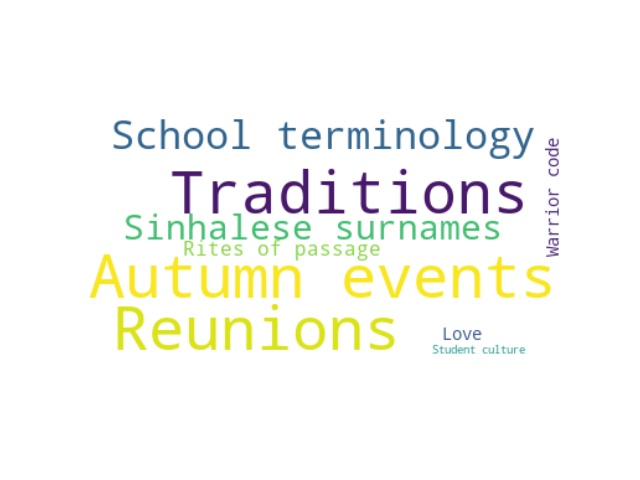 School terminology
Warrior code
Traditions
Sinhalese surnames
Rites of passage
Autumn events
Reunions
Love
Student culture